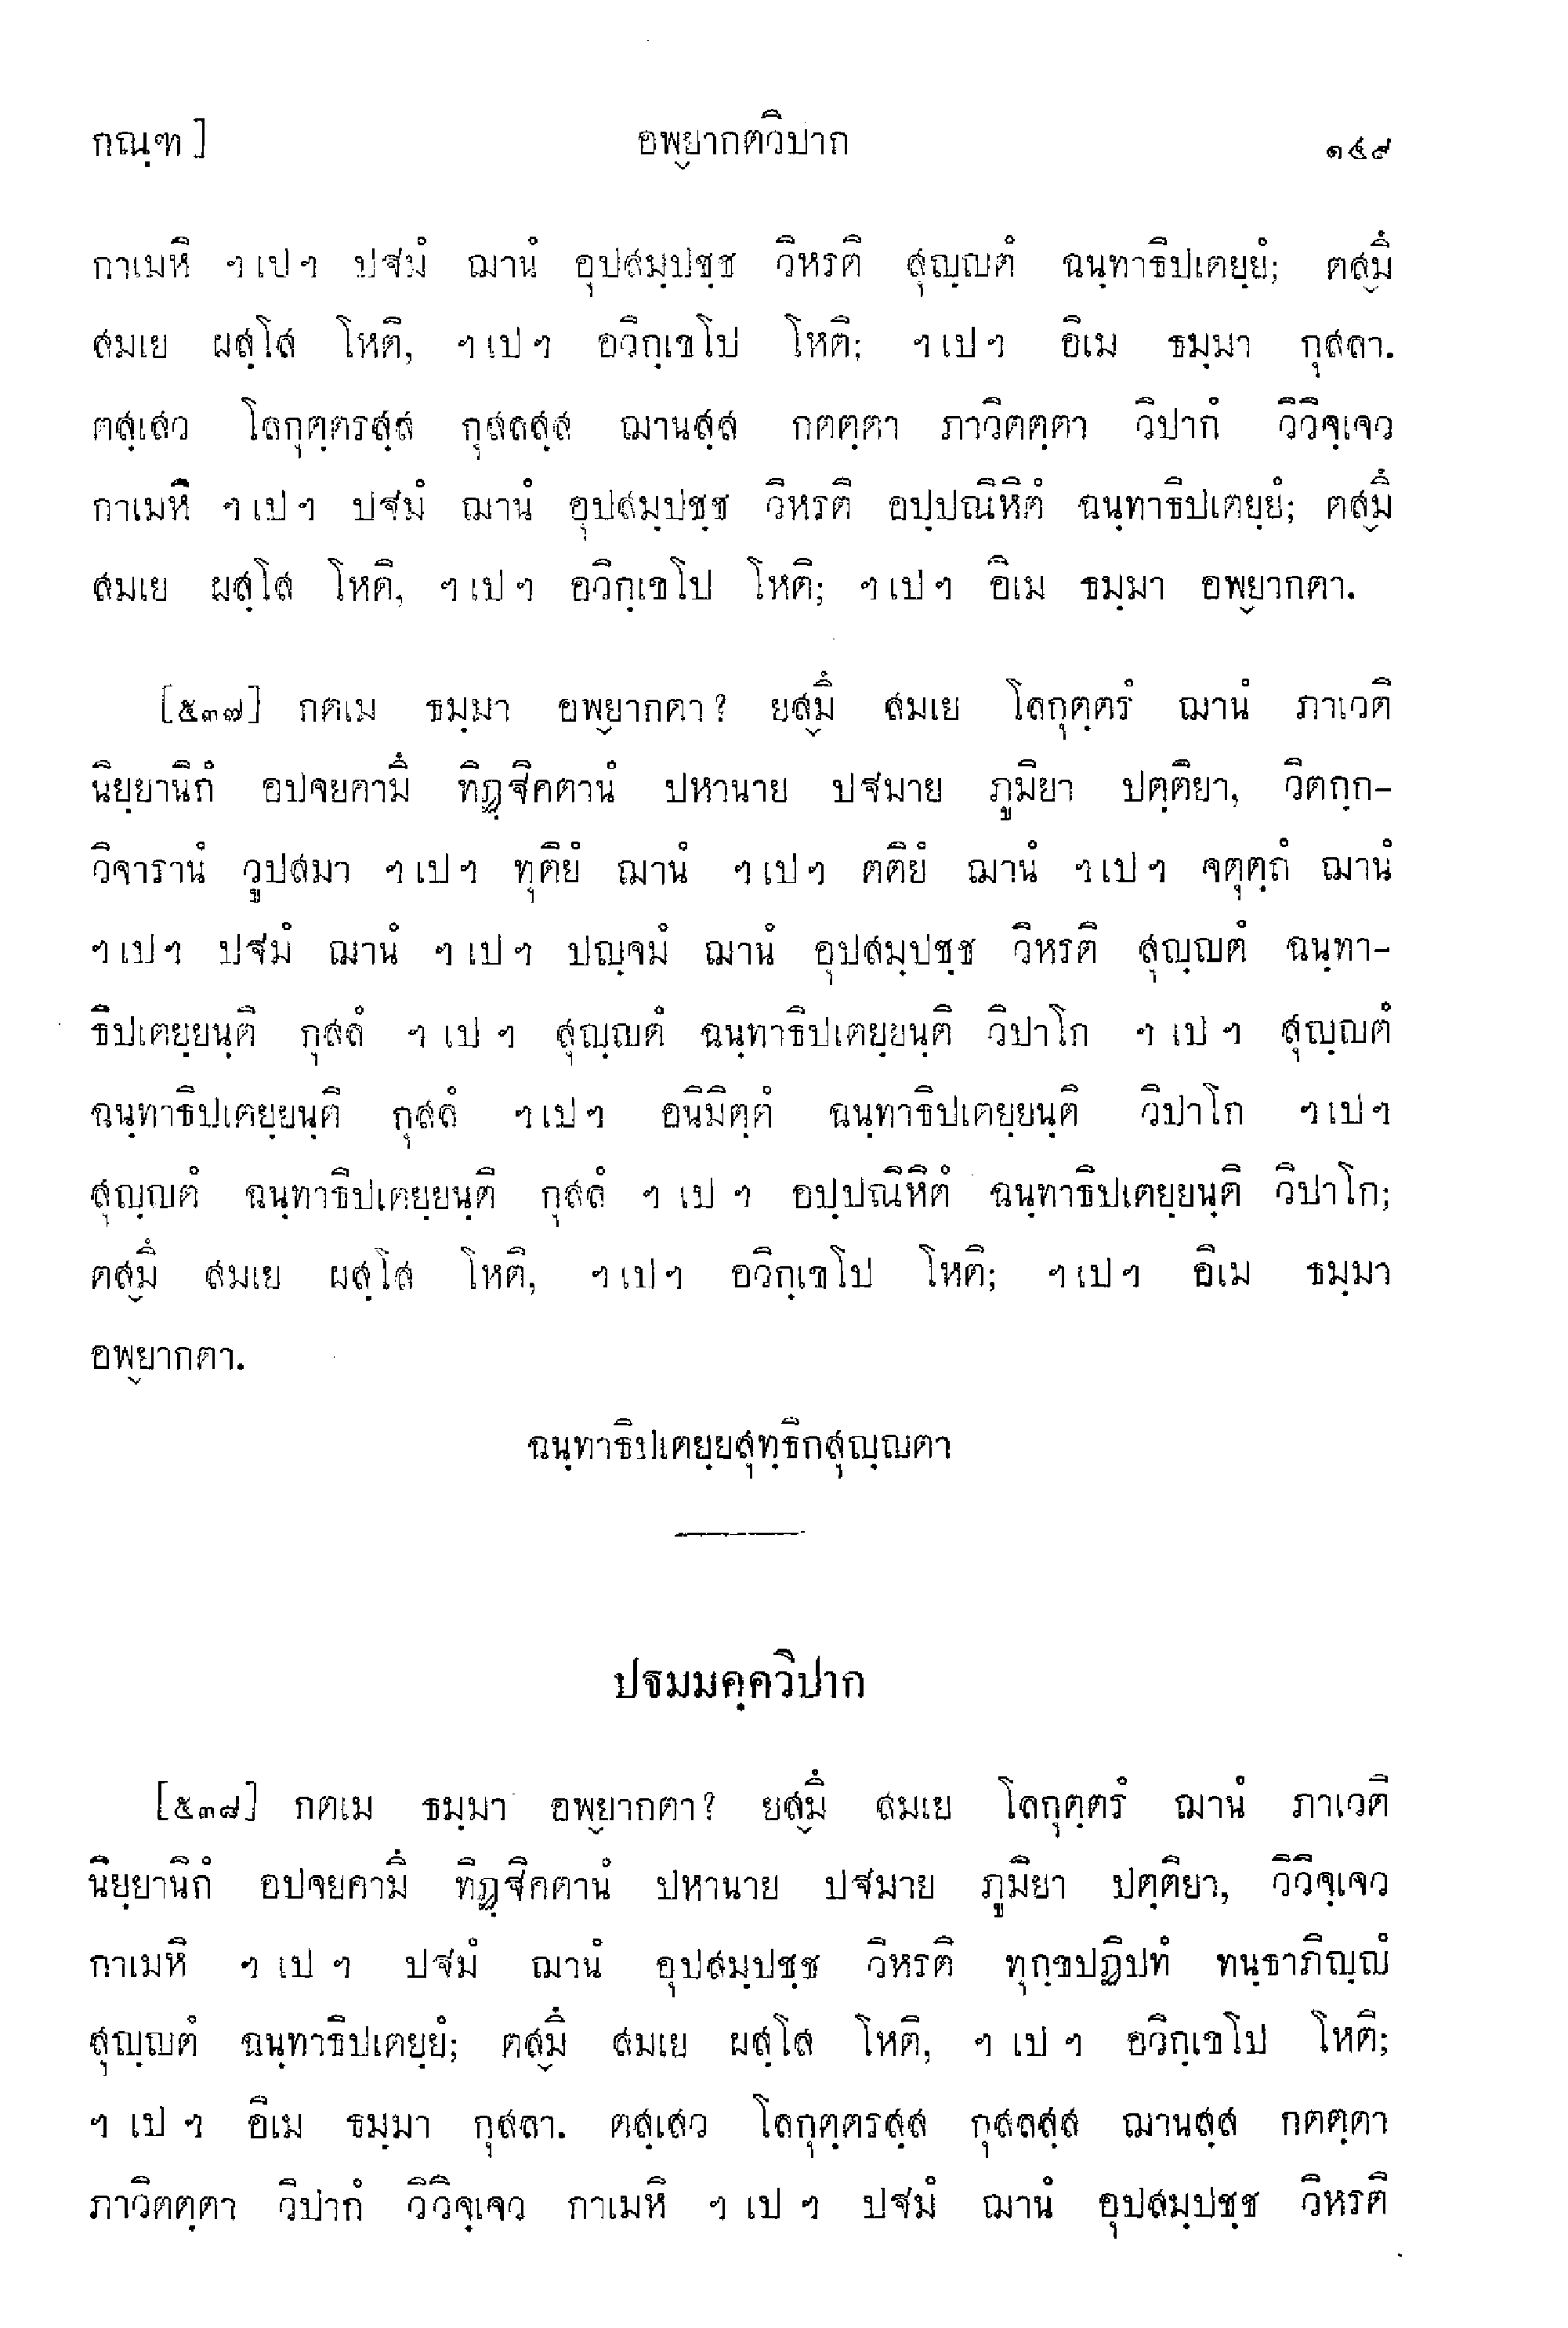 กณฺฑ]	อพฺยากตวิปาก	๑๕๙
กาเมหิ ฯ เป ฯ ปฐมํ ฌานํ อุปสมฺปชฺช วิหรติ สุญฺญตํ ฉนฺทาธิปเตยฺยํ; ตสฺมึ
สมเย ผสฺโส โหติ, ฯ เป ฯ อวิกฺเขโป โหติ; ฯ เป ฯ อิเม ธมฺมา กุสลา.
ตสฺเสว โลกุตฺตรสฺส กุสลสฺส ฌานสฺส กตตฺตา ภาวิตตฺตา วิปากํ วิวิจฺเจว
กาเมหิ ฯ เป ฯ ปฐมํ ฌานํ อุปสมฺปชฺช วิหรติ อปฺปณิหิตํ ฉนฺทาธิปเตยฺยํ; ตสฺมึ
สมเย ผสฺโส โหติ, ฯ เป ฯ อวิกฺเขโป โหติ; ฯ เป ฯ อิเม ธมฺมา อพฺยากตา.
[๕๓๗] กตเม ธมฺมา อพฺยากตา? ยสฺมึ สมเย โลกุตฺตรํ ฌานํ ภาเวติ
นิยฺยานิกํ อปจยคามึ ทิฏฺฐิคตานํ ปหานาย ปฐมาย ภูมิยา ปตฺติยา, วิตกฺก-
วิจารานํ วูปสมา ฯ เป ฯ ทุติยํ ฌานํ ฯ เป ฯ ตติยํ ฌานํ ฯ เป ฯ จตุตฺถํ ฌานํ
ฯ เป ฯ ปฐมํ ฌานํ ฯ เป ฯ ปญฺจมํ ฌานํ อุปสมฺปชฺช วิหรติ สุญฺญตํ ฉนฺทา-
ธิปเตยฺยนฺติ กุสลํ ฯ เป ฯ สุญฺญตํ ฉนฺทาธิปเตยฺยนฺติ วิปาโก ฯ เป ฯ สุญฺญตํ
ฉนฺทาธิปเตยฺยนฺติ กุสลํ ฯ เป ฯ อนิมิตฺตํ ฉนฺทาธิปเตยฺยนฺติ วิปาโก ฯ เป ฯ
สุญฺญตํ ฉนฺทาธิปเตยฺยนฺติ กุสลํ ฯ เป ฯ อปฺปณิหิตํ ฉนฺทาธิปเตยฺยนฺติ วิปาโก;
ตสฺมึ สมเย ผสฺโส โหติ, ฯ เป ฯ อวิกฺเขโป โหติ; ฯ เป ฯ อิเม ธมฺมา
อพฺยากตา.
ฉนฺทาธิปเตยฺยสุทฺธิกสุญฺญตา
ปฐมมคฺควิปาก
[๕๓๘] กตเม ธมฺมา อพฺยากตา? ยสฺมึ สมเย โลกุตฺตรํ ฌานํ ภาเวติ
นิยฺยานิกํ อปจยคามึ ทิฏฺฐิคตานํ ปหานาย ปฐมาย ภูมิยา ปตฺติยา, วิวิจฺเจว
กาเมหิ ฯ เป ฯ ปฐมํ ฌานํ อุปสมฺปชฺช วิหรติ ทุกฺขปฏิปทํ ทนฺธาภิญฺญํ
สุญฺญตํ ฉนฺทาธิปเตยฺยํ; ตสฺมึ สมเย ผสฺโส โหติ, ฯ เป ฯ อวิกฺเขโป โหติ;
ฯ เป ฯ อิเม ธมฺมา กุสลา. ตสฺเสว โลกุตฺตรสฺส กุสลสฺส ฌานสฺส กตตฺตา
ภาวิตตฺตา วิปากํ วิวิจฺเจว กาเมหิ ฯ เป ฯ ปฐมํ ฌานํ อุปสมฺปชฺช วิหรติ